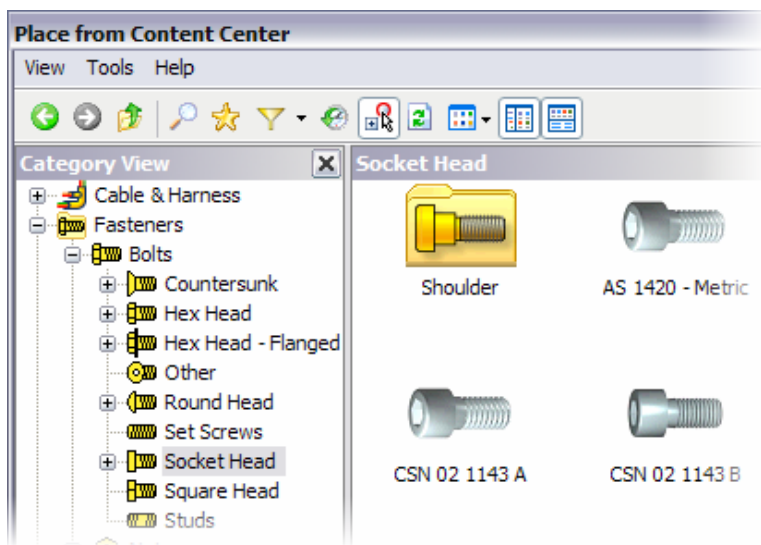 Place from Content Center
View Tools Help
Category View
Socket Head
Cable & Harness
Fasteners
Bolts
Countersunk
Hex Head
Hex Head - Flanged
Other
Round Head
Set Screws
Socket Head
Square Head
Studs
Shoulder
AS 1420 - Metric
CSN 02 1143 A
CSN 02 1143 B